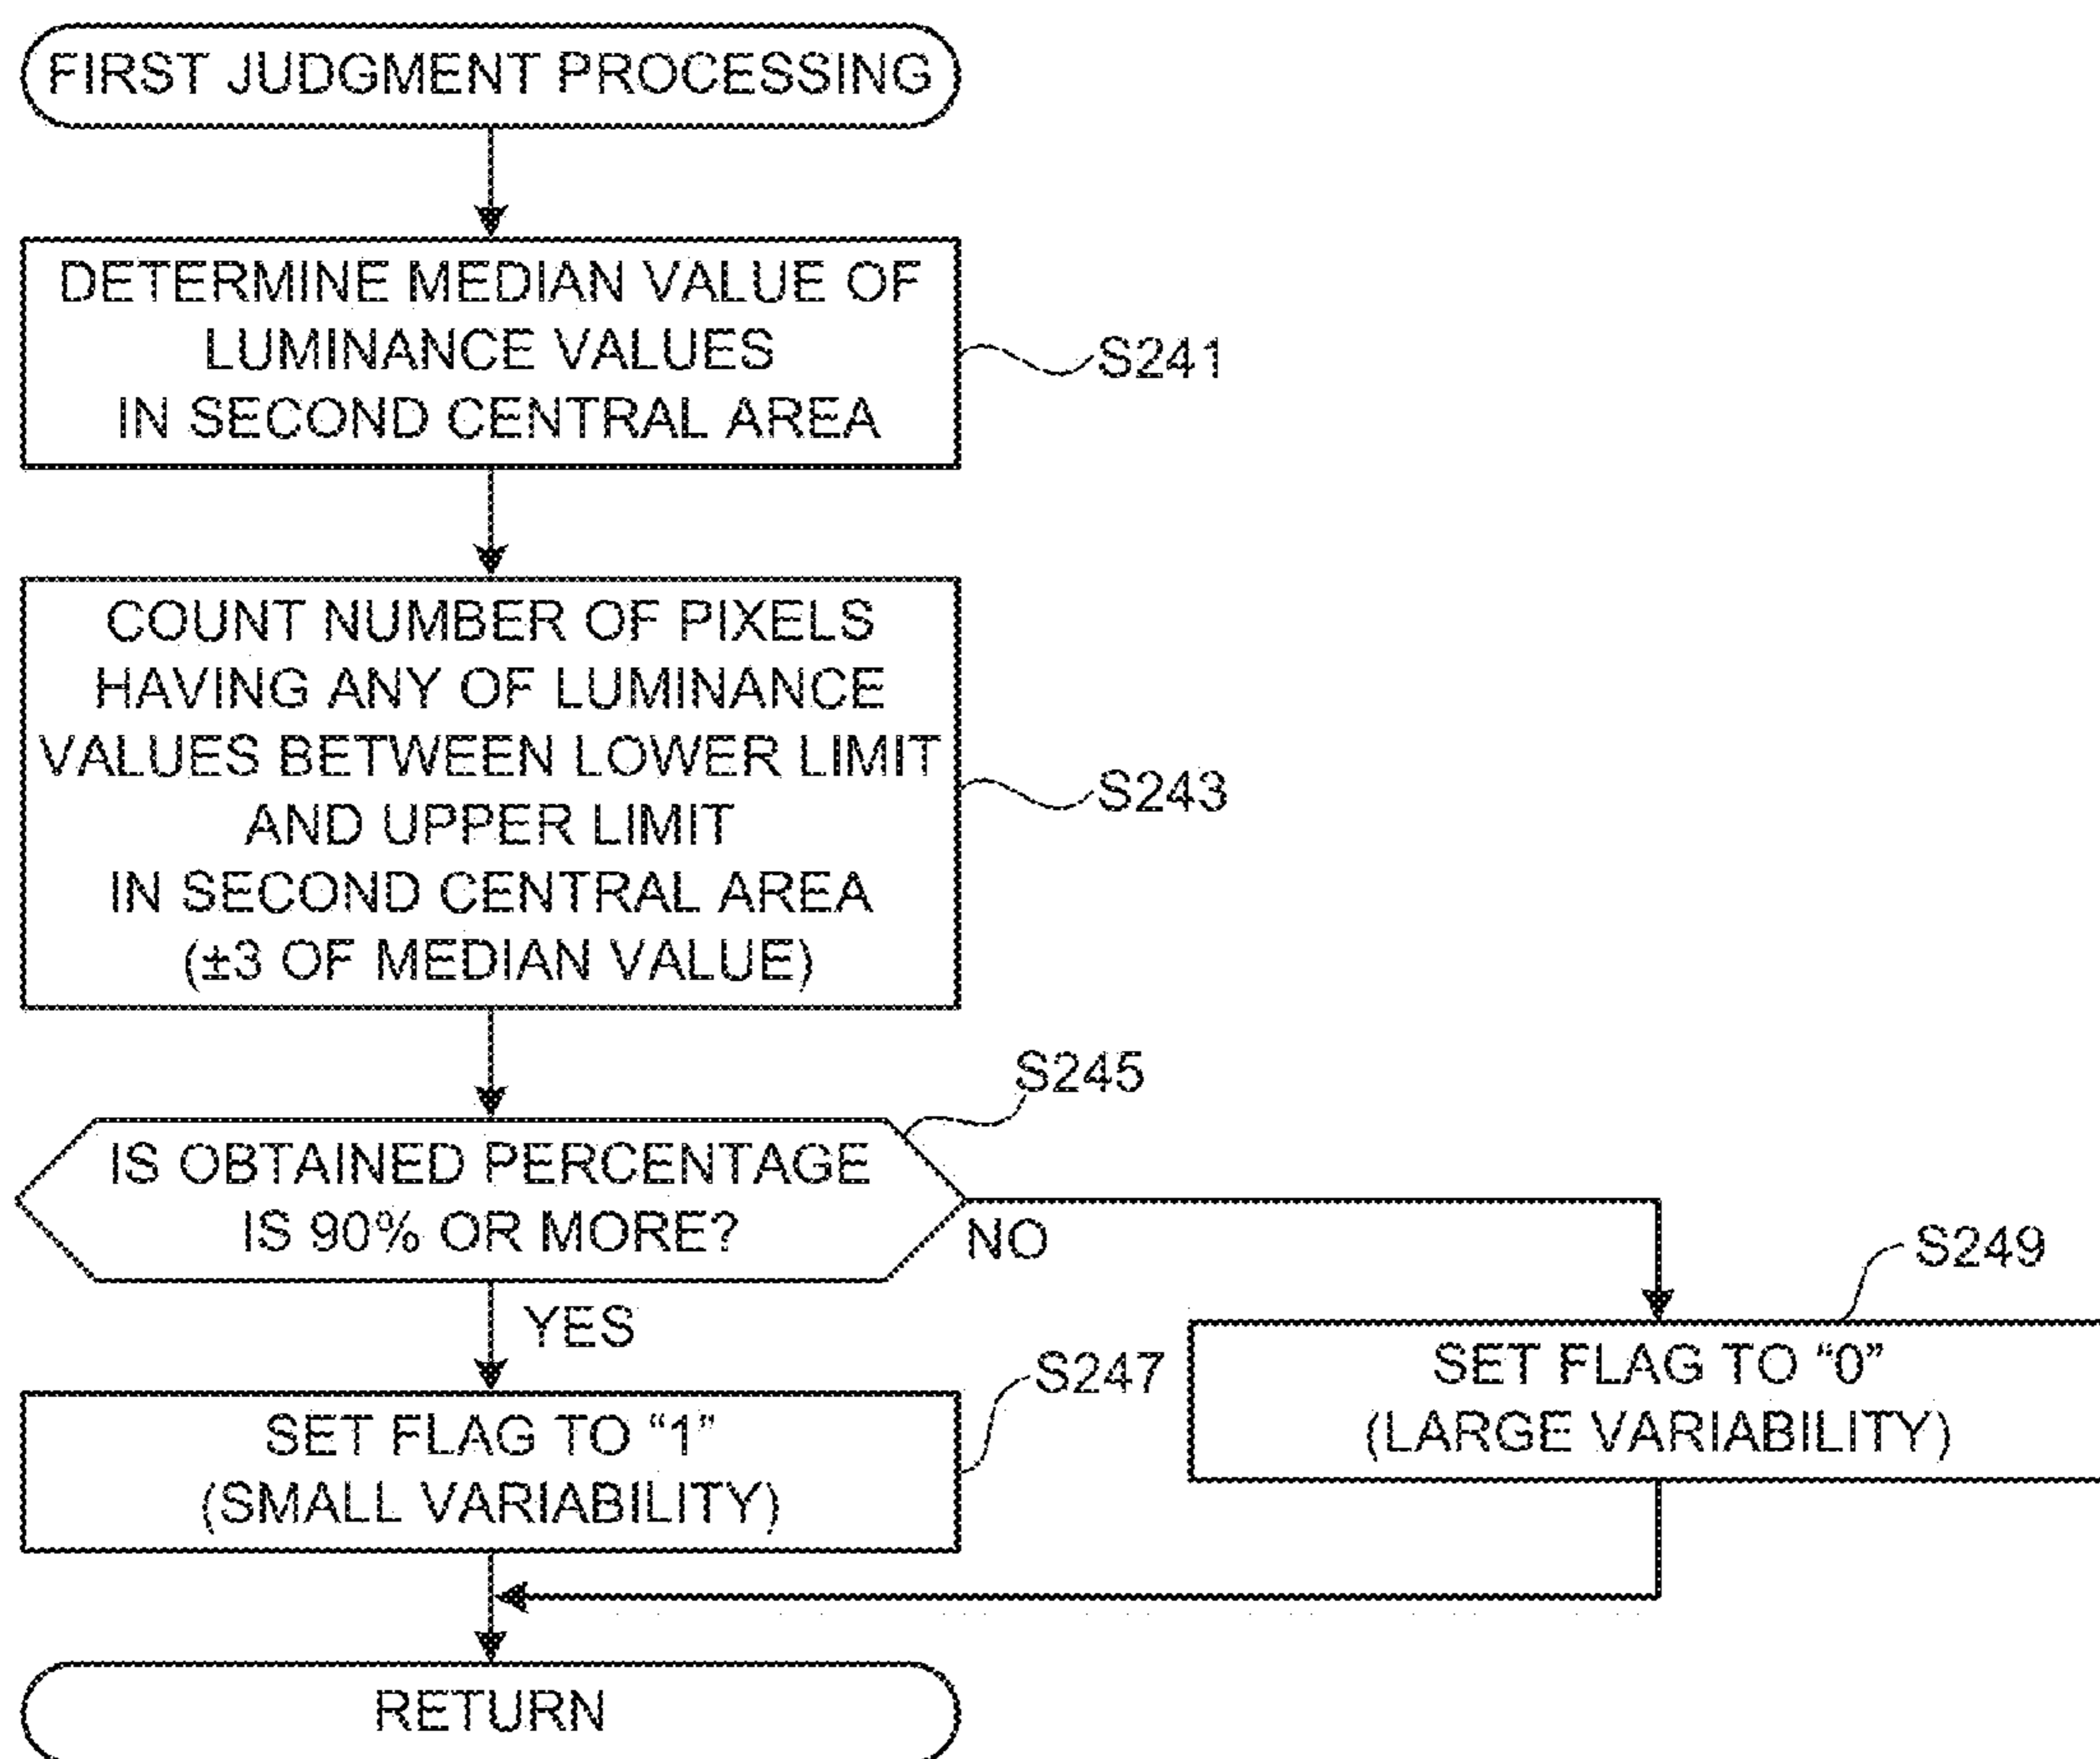 FIRST JUDGMENT PROCESSING
DETERMINE MEDIAN VALUE OF
LUMINANCE VALUES
IN SECOND CENTRAL AREA
S241
COUNT NUMBER OF PIXELS
HAVING ANY OF LUMINANCE
VALUES BETWEEN LOWER LIMIT
AND UPPER LIMIT
IN SECOND CENTRAL AREA
(±3 OF MEDIAN VALUE)
S243
S245
IS OBTAINED PERCENTAGE
IS 90% OR MORE?
NO
YES
S249
SET FLAG TO “0”
(LARGE VARIABILITY)
S247
SET FLAG TO “1”
(SMALL VARIABILITY)
RETURN